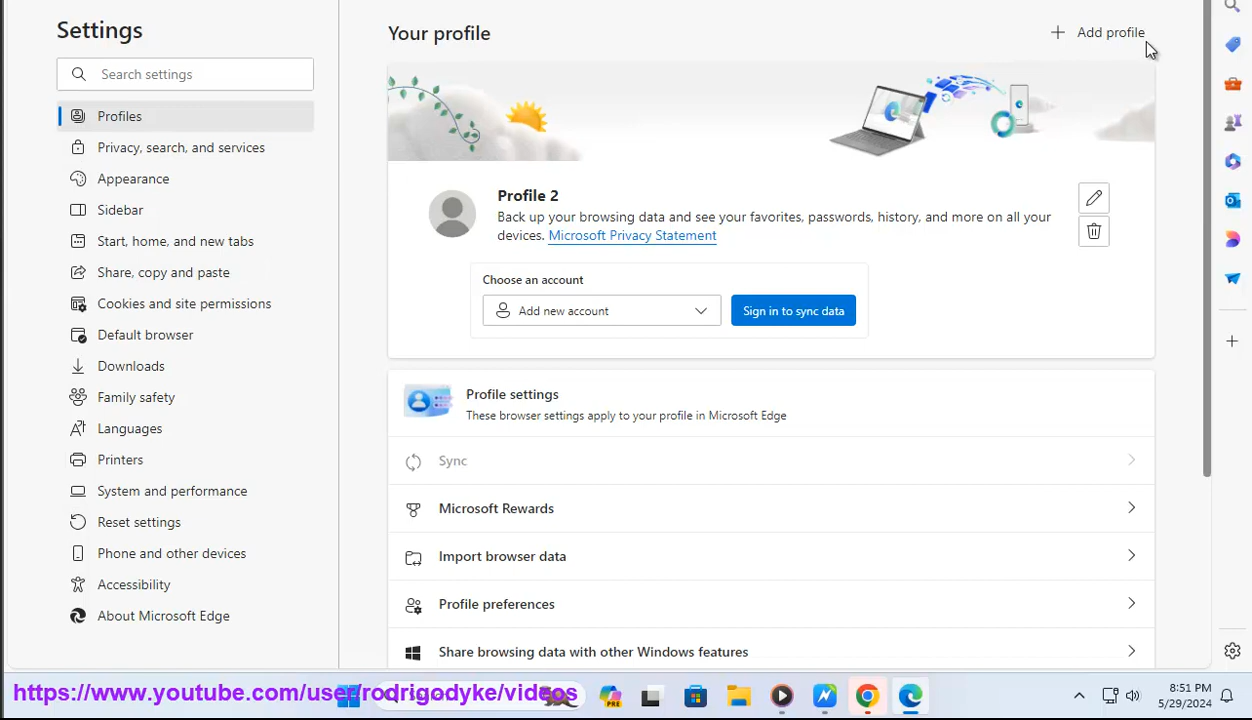 Settings
Search settings
Profiles
Privacy, search, and services
Appearance
Sidebar
Start, home, and new tabs
Share, copy and paste
Cookies and site permissions
Default browser
Downloads
Family safety
Languages
Printers
System and performance
Reset settings
Phone and other devices
Accessibility
About Microsoft Edge
Your profile
Add profile
Profile 2
Back up your browsing data and see your favorites, passwords, history, and more on all your
devices. Microsoft Privacy Statement
Choose an account
Add new account
Sign in to sync data
Profile settings
These browser settings apply to your profile in Microsoft Edge
Sync
Microsoft Rewards
Import browser data
Profile preferences
Share browsing data with other Windows features
https://www.youtube.com/user/rodrigodyke/videos
PRE
8:51 PM
5/29/2024